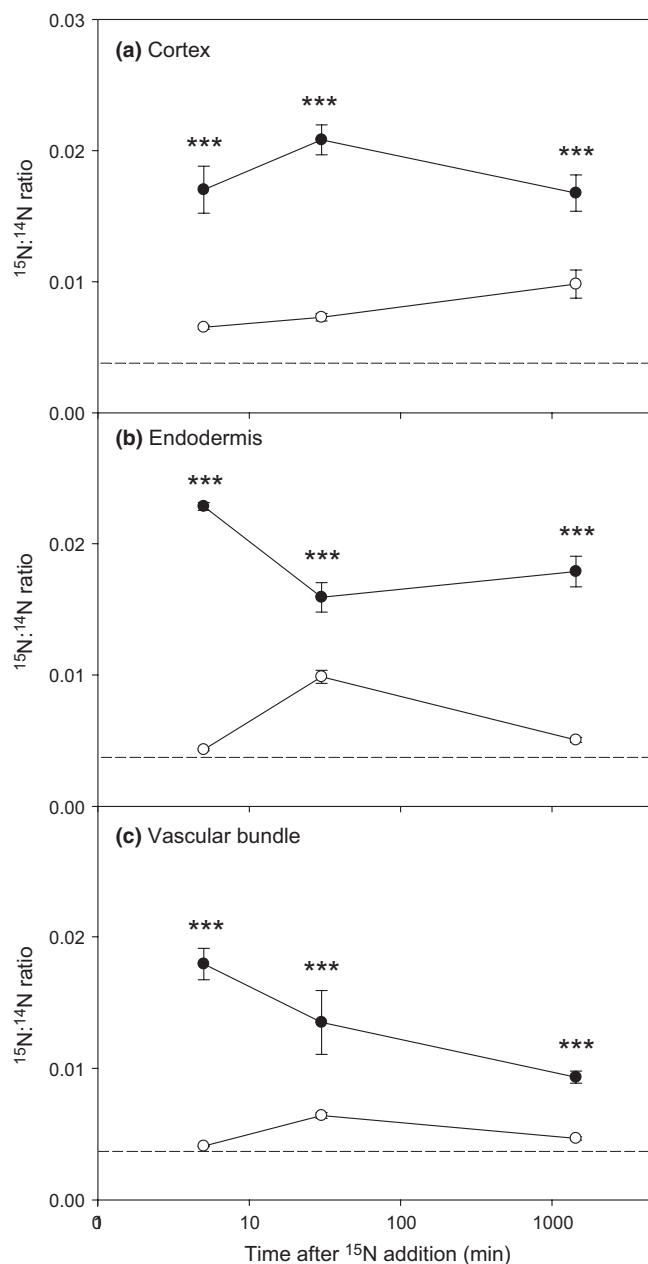 0.03
(a) Cortex
***
***
***
0.02
¹⁵N:¹⁴N ratio
0.01
0.00
(b) Endodermis
***
***
***
0.02
¹⁵N:¹⁴N ratio
0.01
0.00
(c) Vascular bundle
***
***
***
0.02
¹⁵N:¹⁴N ratio
0.01
0.00
0 10 100 1000
Time after ¹⁵N addition (min)